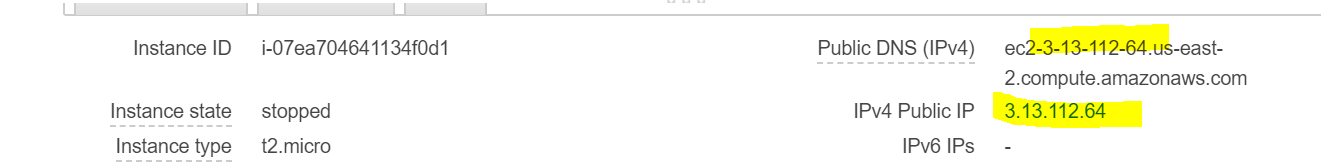 Instance ID i-07ea704641134f0d1 Public DNS (IPv4) ec2-3-13-112-64.us-east-
2.compute.amazonaws.com
Instance state stopped IPv4 Public IP 3.13.112.64
Instance type t2.micro IPv6 IPs -